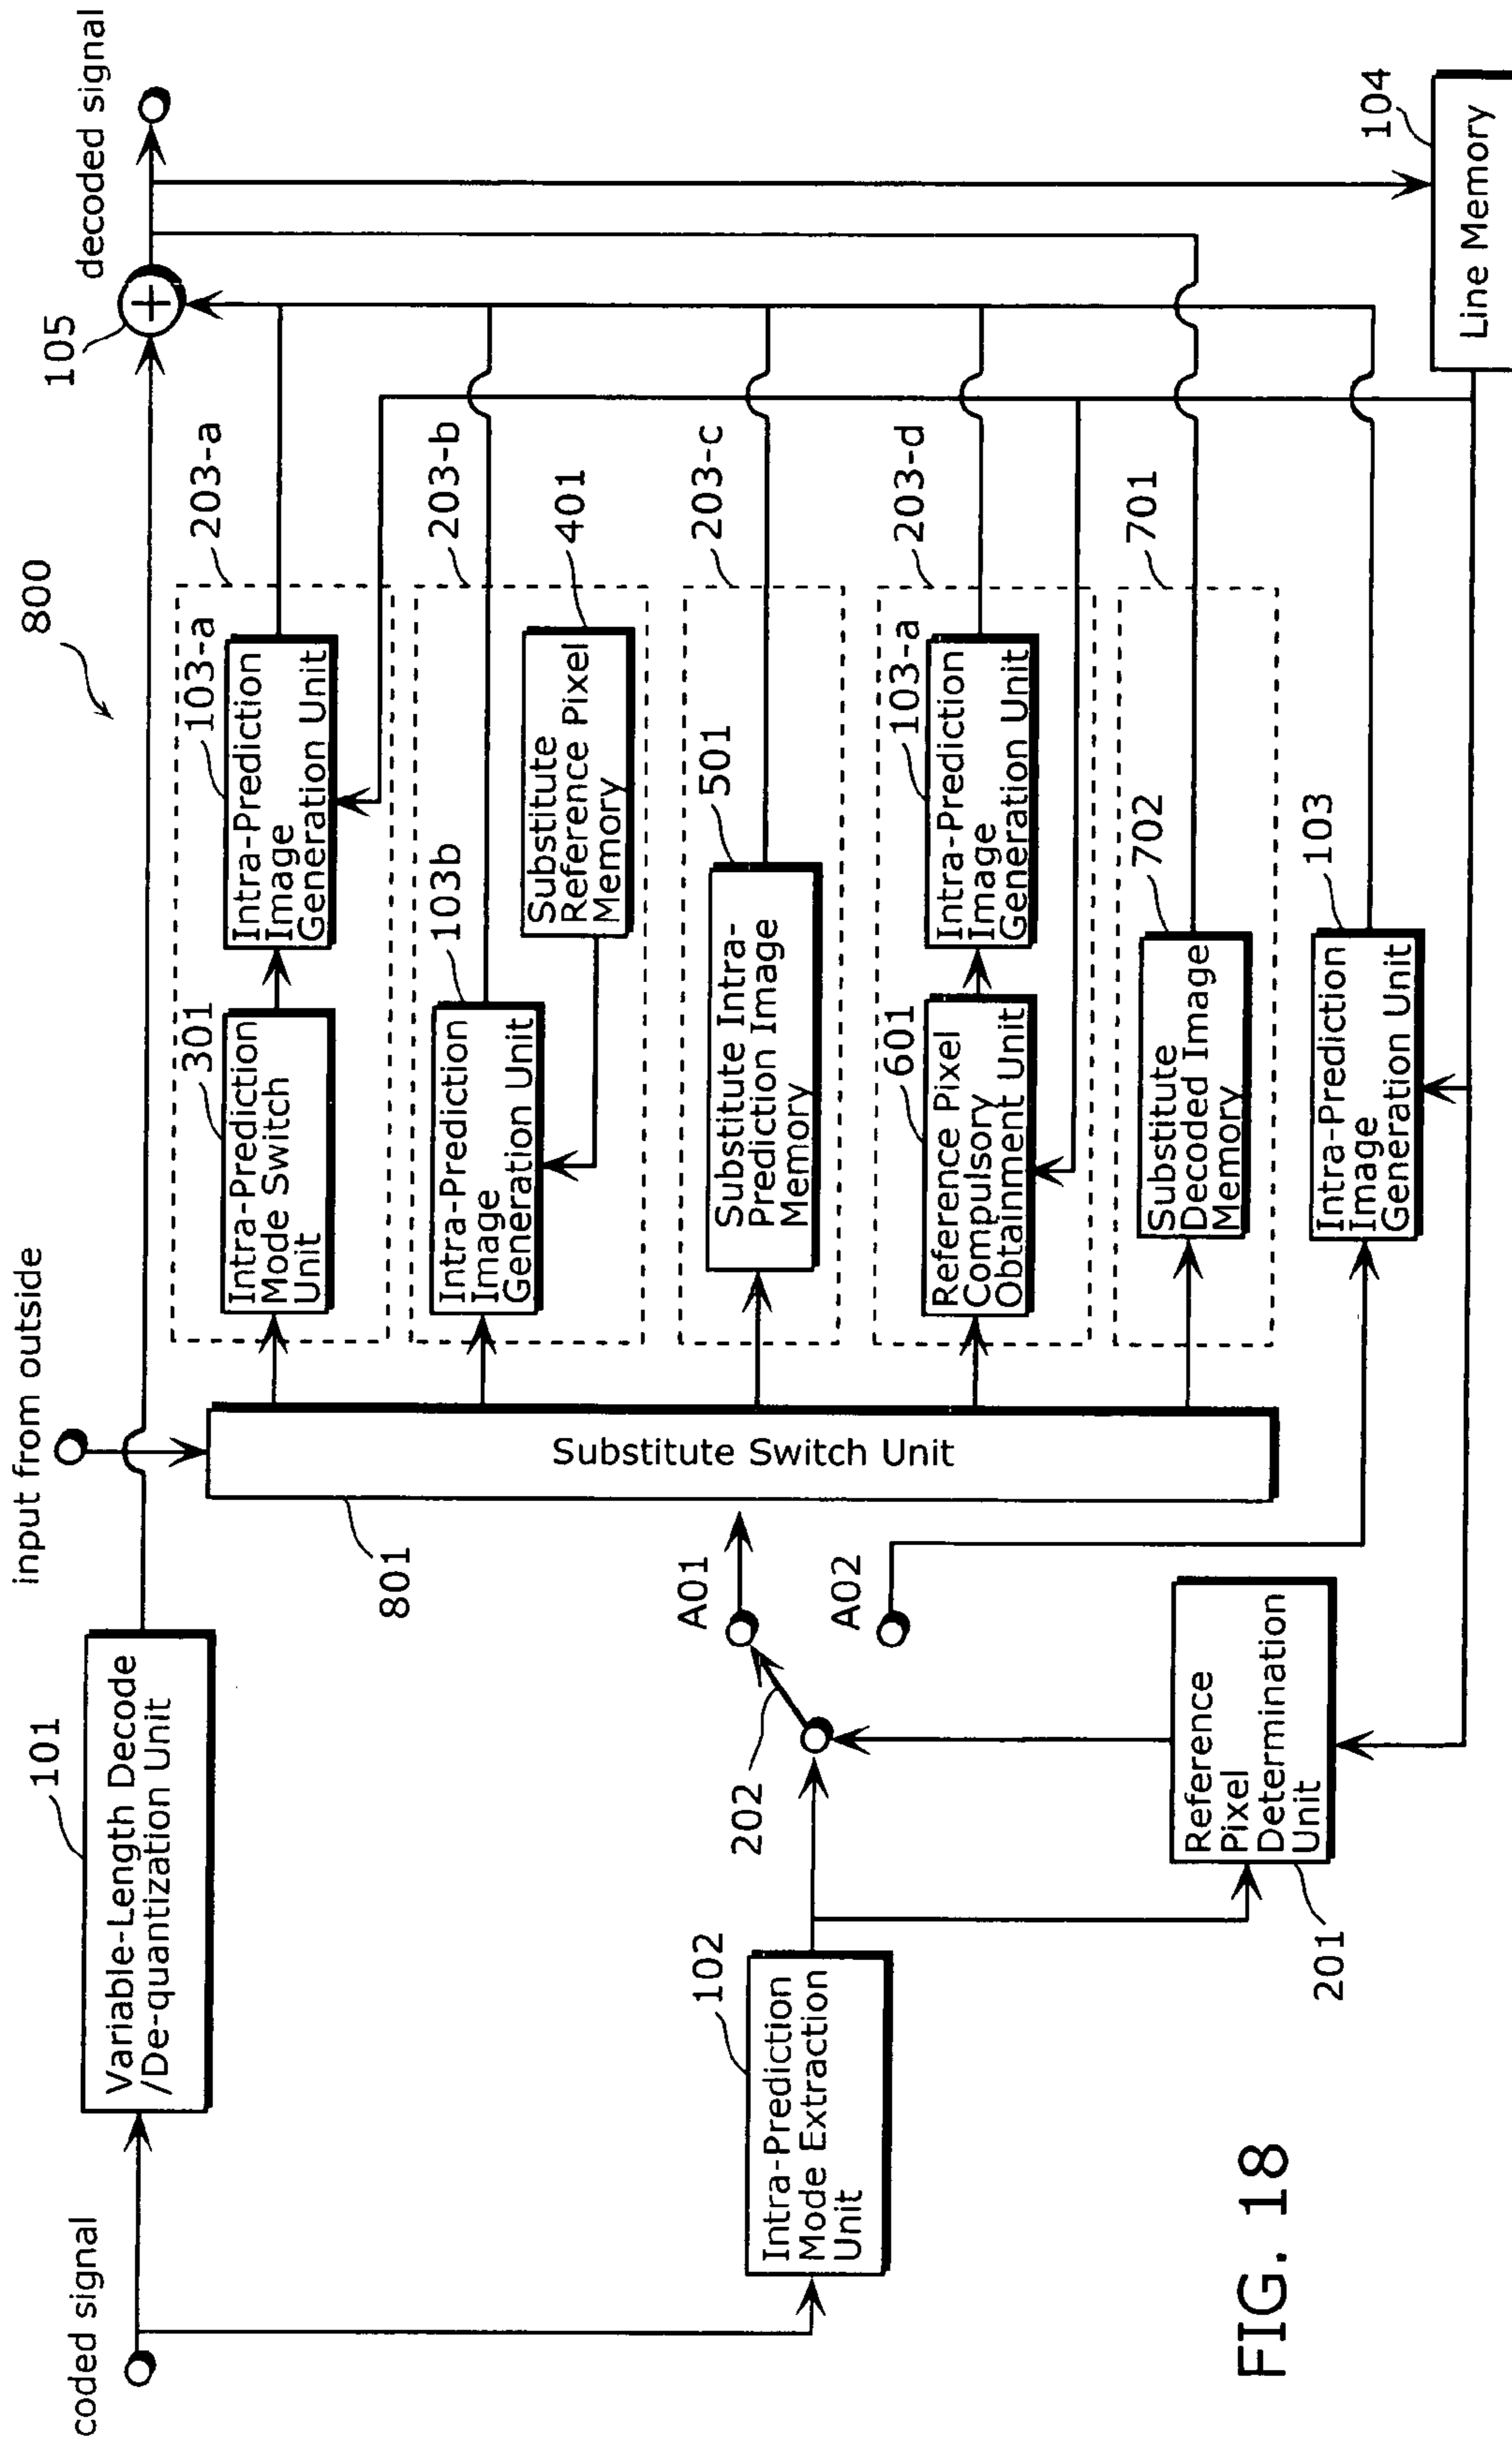 800
coded signal
101
Variable-Length Decode
/De-quantization Unit
input from outside
105
decoded signal
102
Intra-Prediction
Mode Extraction
Unit
202
A01
A02
201
Reference
Pixel
Determination
Unit
801
Substitute Switch Unit
203-a
301
Intra-Prediction
Mode Switch
Unit
103-a
Intra-Prediction
Image
Generation Unit
203-b
103b
Intra-Prediction
Image
Generation Unit
401
Substitute
Reference Pixel
Memory
203-c
501
Substitute Intra-
Prediction Image
Memory
203-d
601
Reference Pixel
Compulsory
Obtainment Unit
103-a
Intra-Prediction
Image
Generation Unit
701
702
Substitute
Decoded Image
Memory
103
Intra-Prediction
Image
Generation Unit
104
Line Memory
FIG. 18